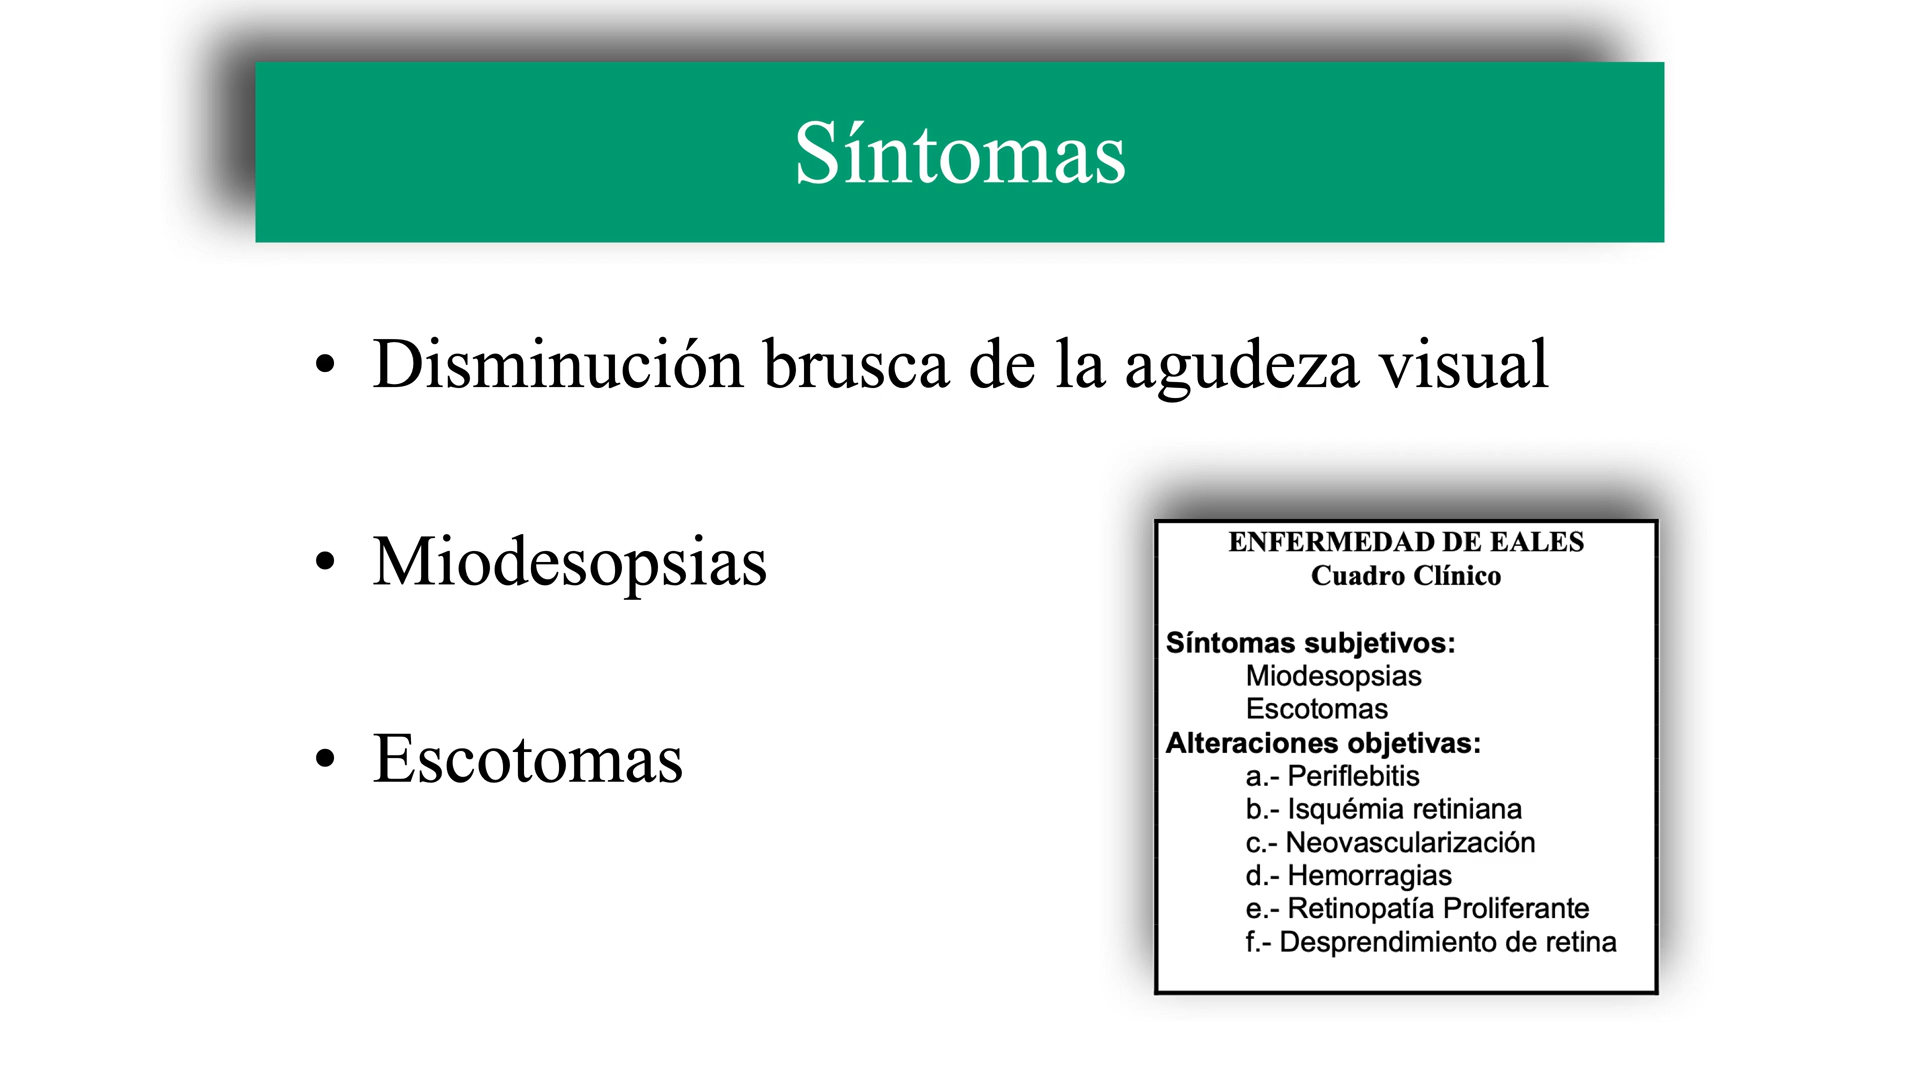 Síntomas
• Disminución brusca de la agudeza visual
• Miodesopsias
• Escotomas
ENFERMEDAD DE EALES
Cuadro Clínico
Síntomas subjetivos:
Miodesopsias
Escotomas
Alteraciones objetivas:
a.- Periflebitis
b.- Isquémia retiniana
c.- Neovascularización
d.- Hemorragias
e.- Retinopatía Proliferante
f.- Desprendimiento de retina